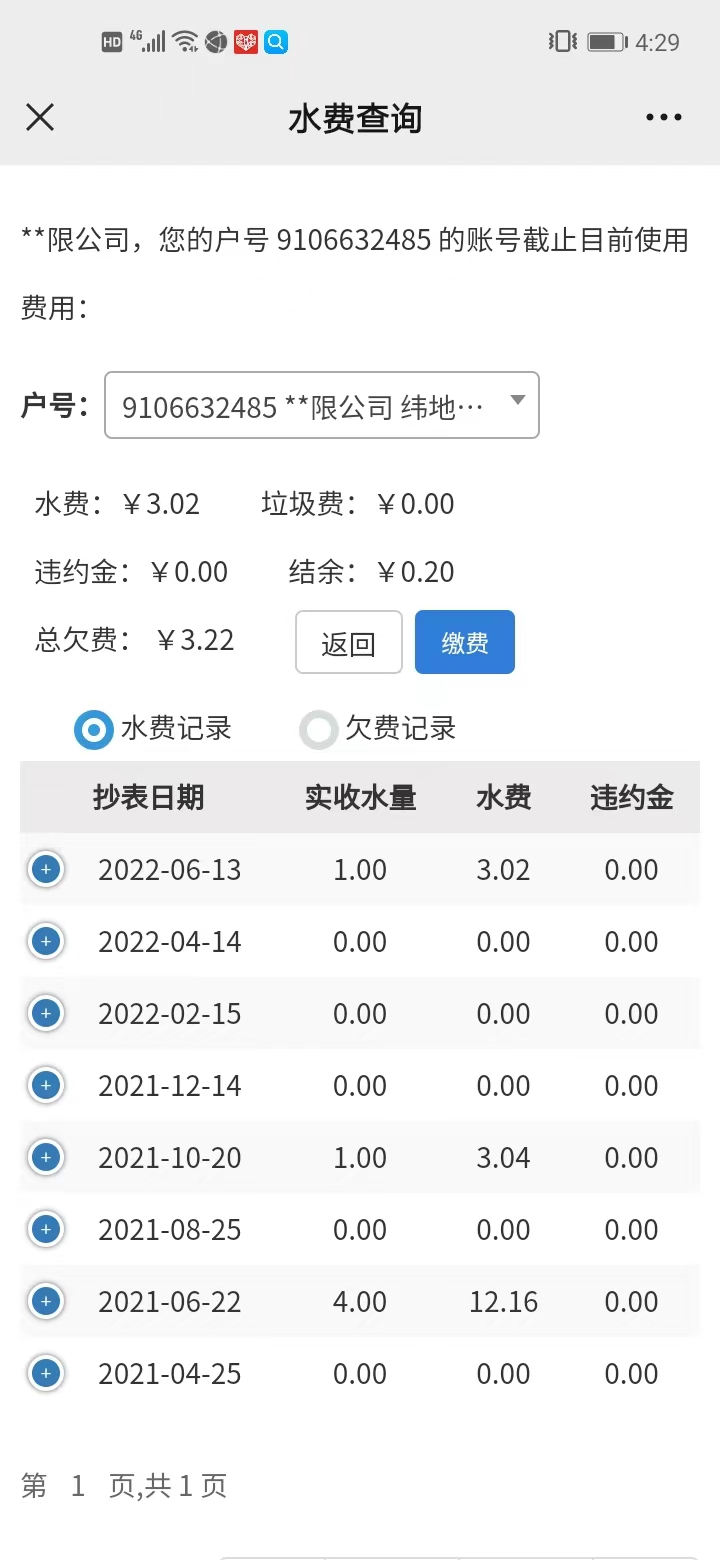 HD 4G 4:29
水费查询
**限公司，您的户号 9106632485 的账号截止目前使用
费用：
户号： 9106632485 **限公司 纬地…
水费：￥3.02 垃圾费：￥0.00
违约金：￥0.00 结余：￥0.20
总欠费：￥3.22 返回 缴费
水费记录 欠费记录
抄表日期 实收水量 水费 违约金
2022-06-13 1.00 3.02 0.00
2022-04-14 0.00 0.00 0.00
2022-02-15 0.00 0.00 0.00
2021-12-14 0.00 0.00 0.00
2021-10-20 1.00 3.04 0.00
2021-08-25 0.00 0.00 0.00
2021-06-22 4.00 12.16 0.00
2021-04-25 0.00 0.00 0.00
第 1 页,共 1 页